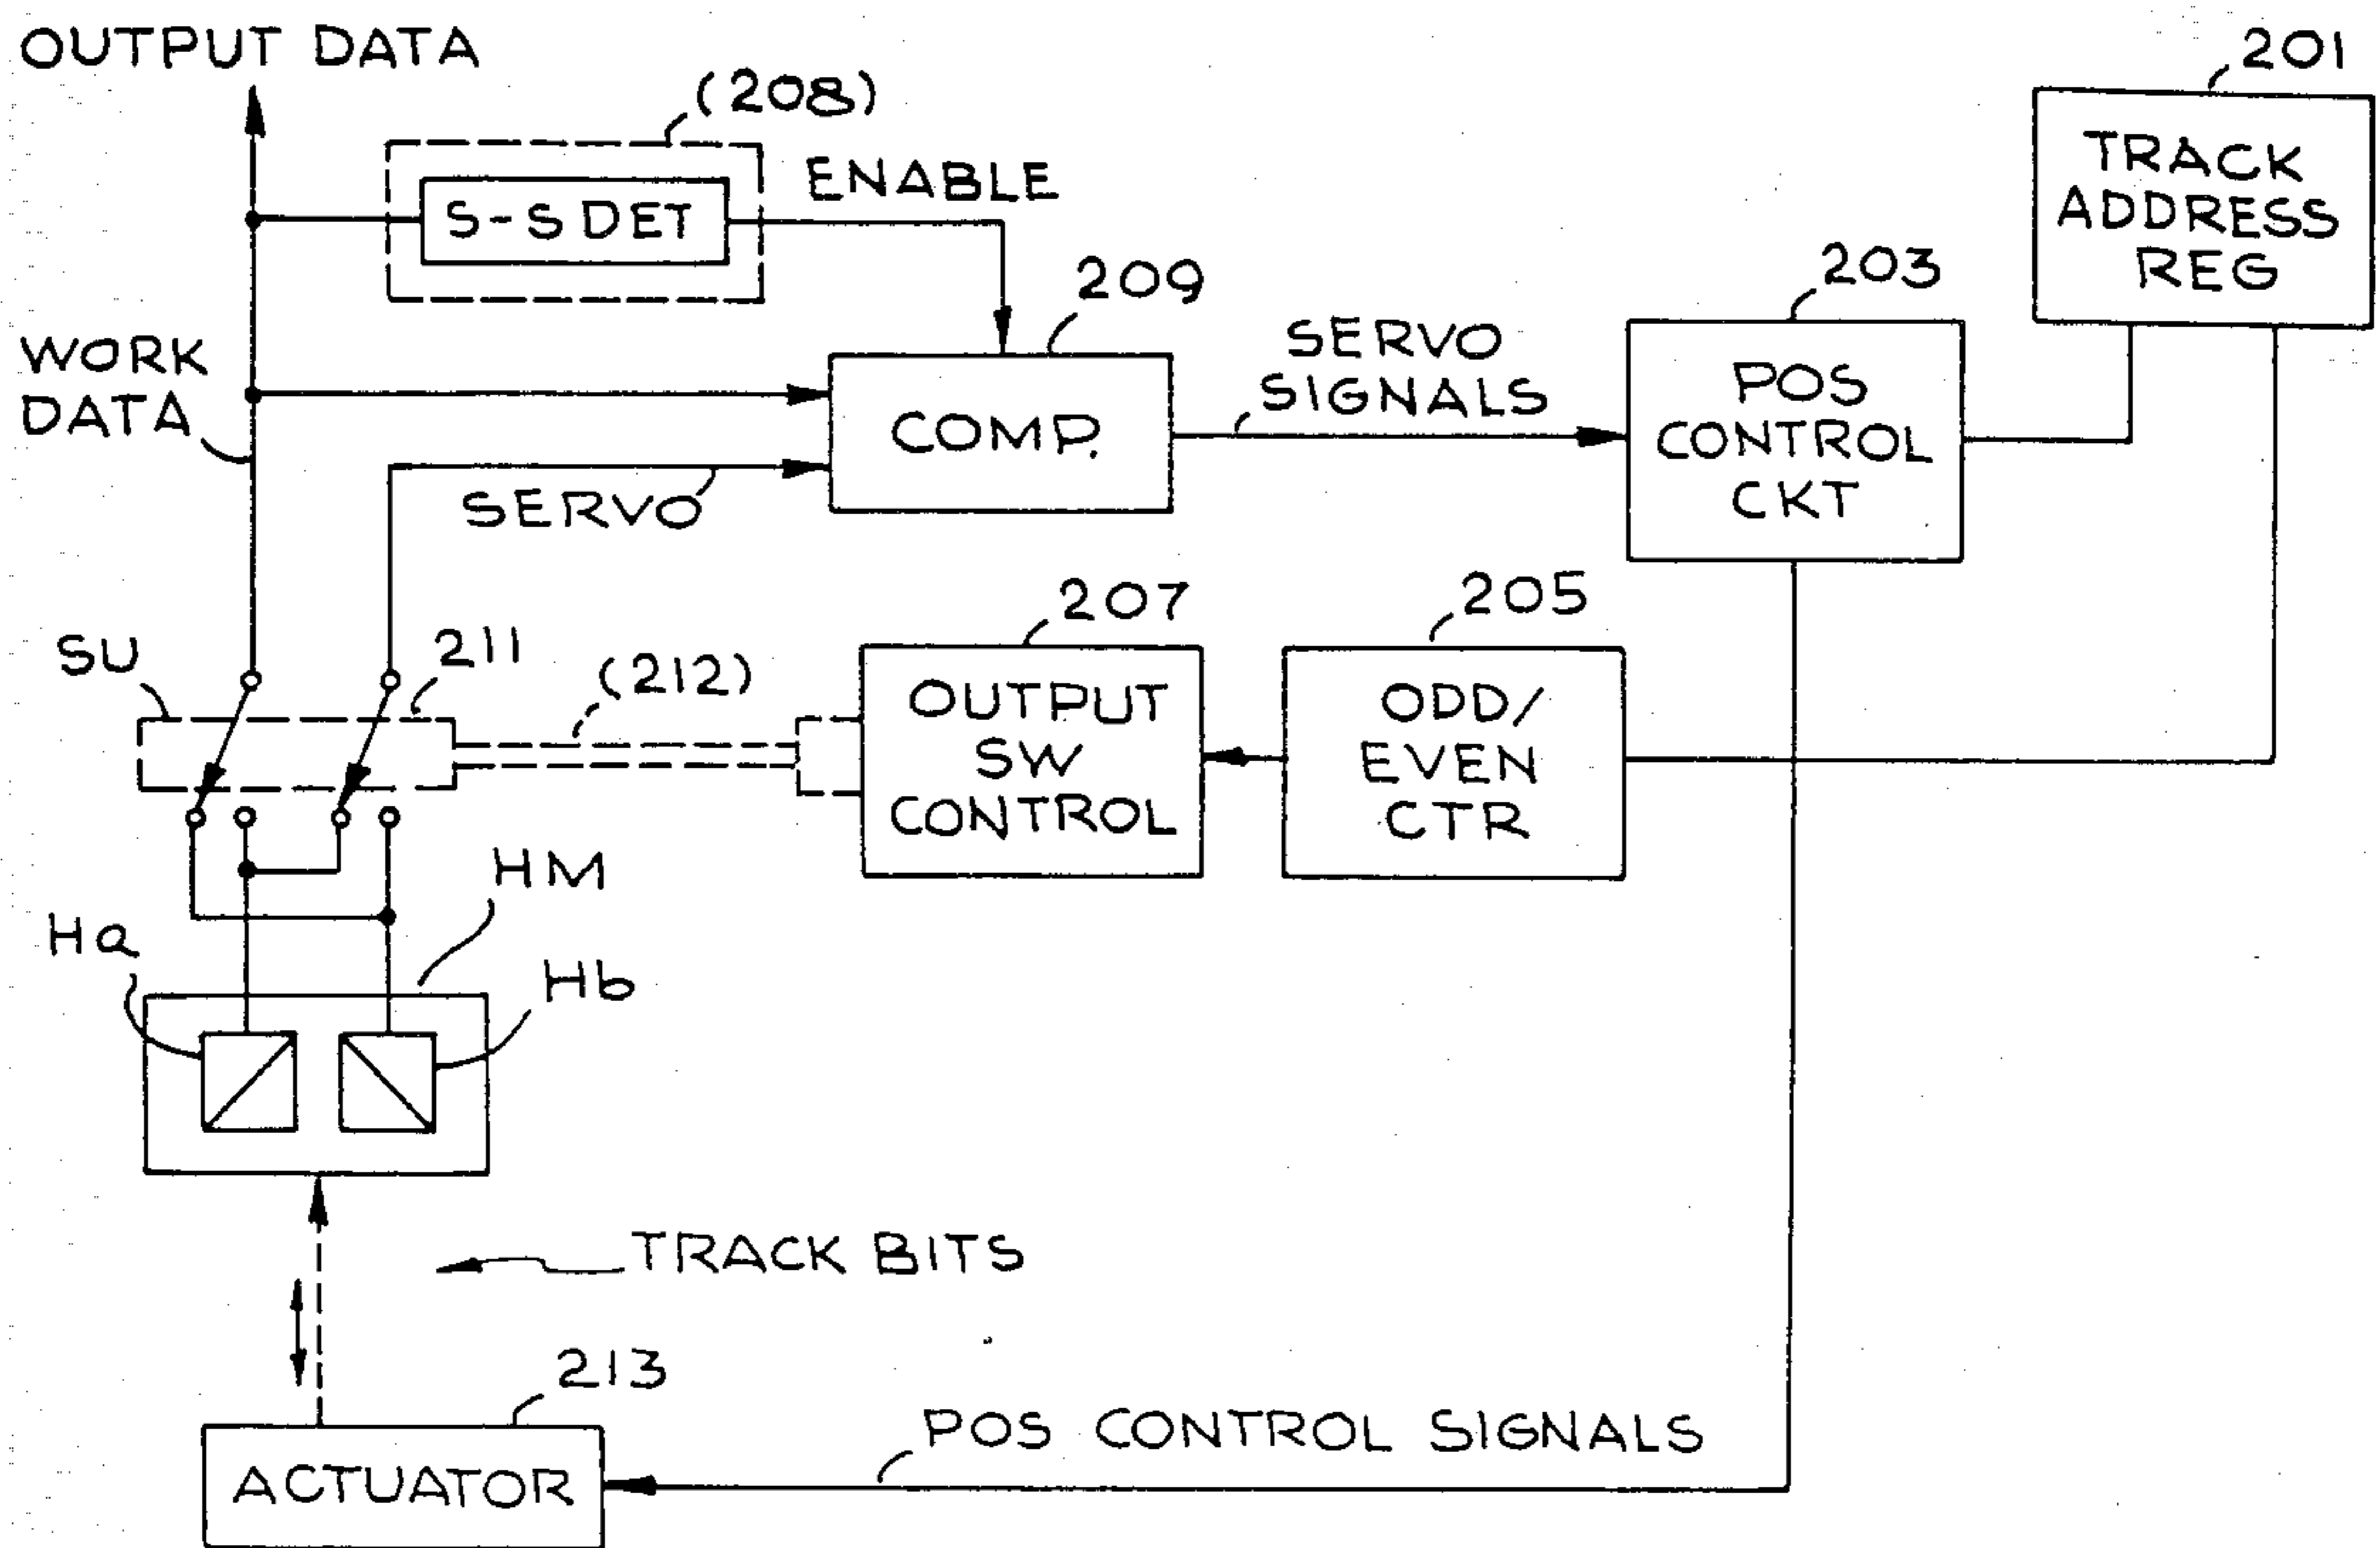 OUTPUT DATA
(208)
S-S DET
ENABLE
201
TRACK
ADDRESS
REG
209
203
WORK
DATA
COMP.
SERVO
SIGNALS
POS
CONTROL
CKT
SERVO
SU
211
(212)
207
OUTPUT
SW
CONTROL
205
ODD/
EVEN
CTR
HM
Ha
Hb
TRACK BITS
213
ACTUATOR
POS CONTROL SIGNALS